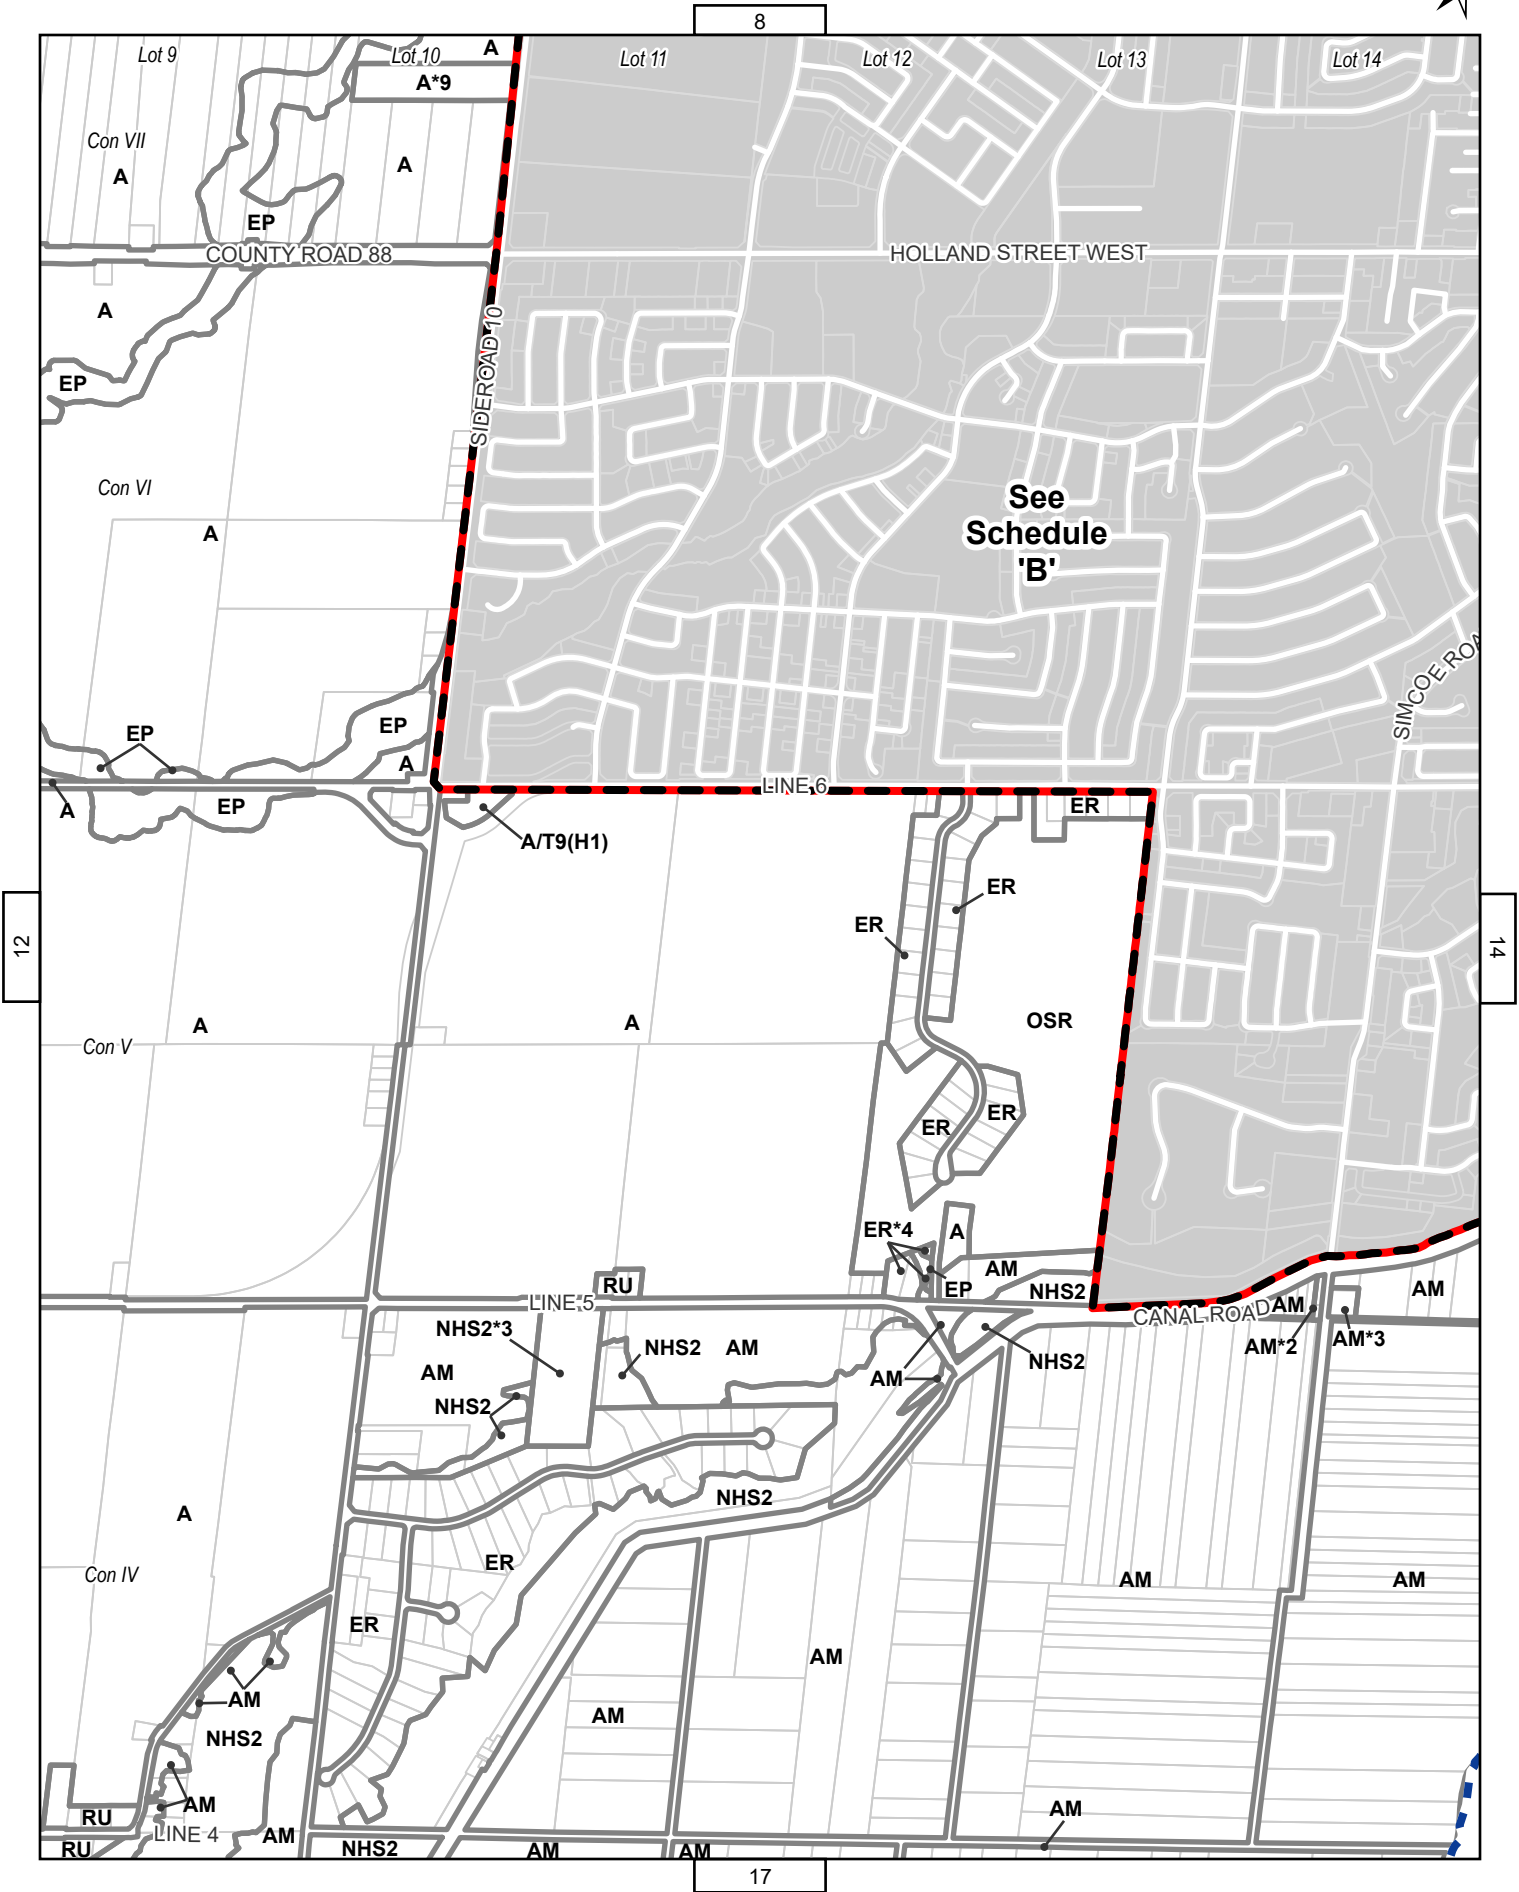 8
Lot 9
Lot 10
A
Lot 11
Lot 12
Lot 13
Lot 14
A*9
Con VII
A
A
EP
COUNTY ROAD 88
HOLLAND STREET WEST
A
SIDEROAD 10
EP
Con VI
See
Schedule
'B'
A
SIMCOE ROA
EP
EP
A
LINE 6
A
EP
ER
A/T9(H1)
ER
ER
12
14
A
A
OSR
Con V
ER
ER
ER*4
A
AM
EP
NHS2
RU
AM
LINE 5
AM
CANAL ROAD
NHS2*3
NHS2
AM
AM*2
AM*3
NHS2
AM
AM
NHS2
NHS2
A
ER
Con IV
AM
AM
ER
AM
AM
AM
NHS2
AM
AM
RU
LINE 4
AM
RU
NHS2
AM
AM
17